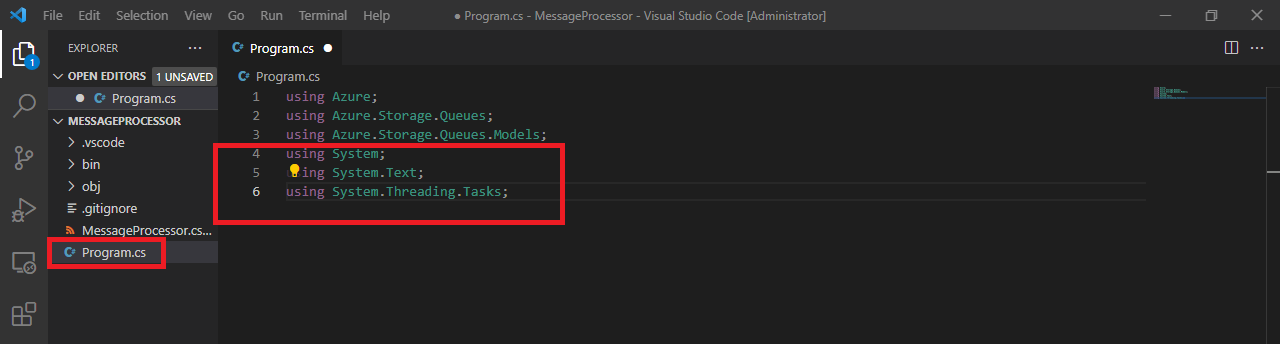 File Edit Selection View Go Run Terminal Help
● Program.cs - MessageProcessor - Visual Studio Code [Administrator]
EXPLORER ···
OPEN EDITORS 1 UNSAVED
● C# Program.cs
MESSAGEPROCESSOR
> .vscode
> bin
> obj
.gitignore
MessageProcessor.cs...
C# Program.cs
1
C# Program.cs ●
C# Program.cs
1 using Azure;
2 using Azure.Storage.Queues;
3 using Azure.Storage.Queues.Models;
4 using System;
5 ing System.Text;
6 using System.Threading.Tasks;